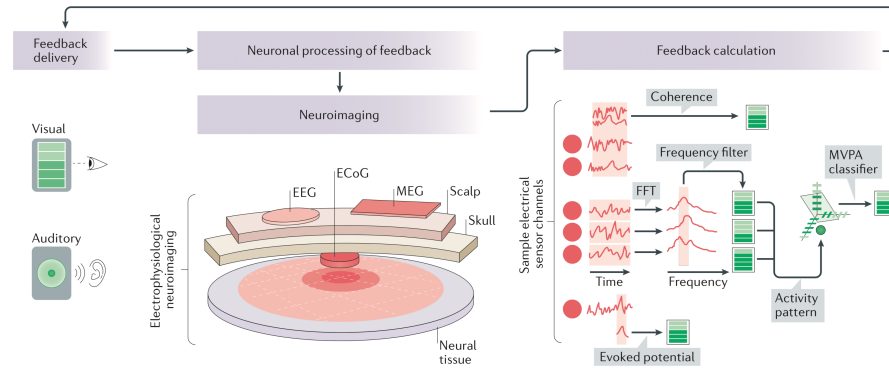 Feedback
delivery
Neuronal processing of feedback
Feedback calculation
Neuroimaging
Visual
Auditory
Electrophysiological
neuroimaging
EEG
ECoG
MEG
Scalp
Skull
Neural
tissue
Sample electrical
sensor channels
Coherence
Frequency filter
MVPA
classifier
FFT
Time
Frequency
Activity
pattern
Evoked potential